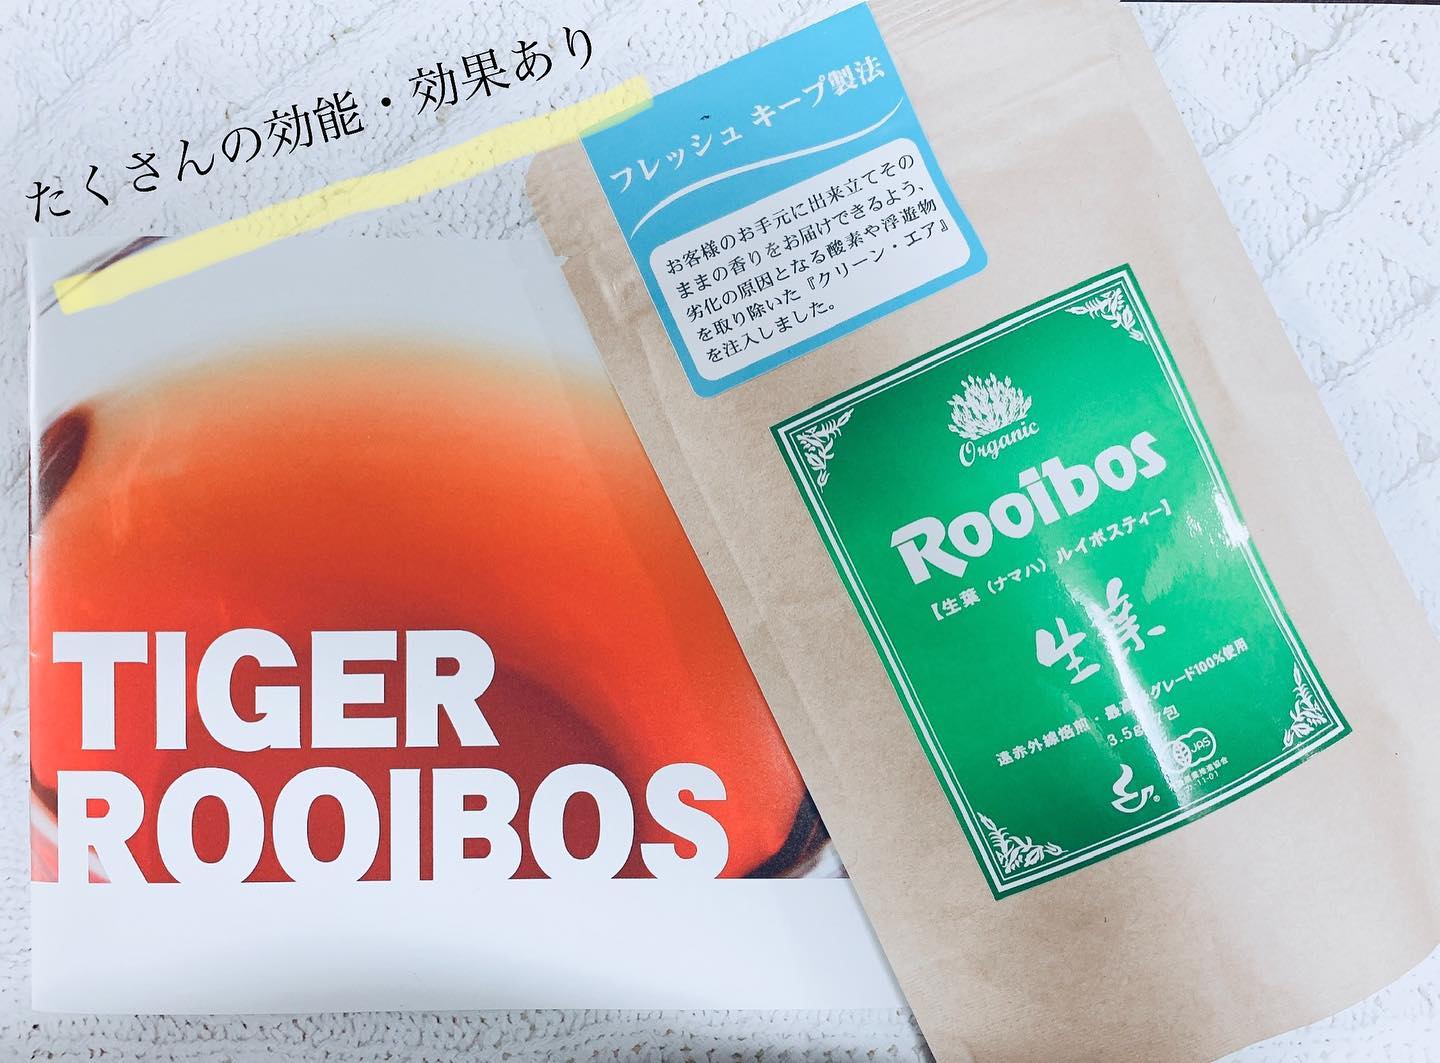 たくさんの効能・効果あり
フレッシュ キープ製法
お客様のお手元に出来立てその
ままの香りをお届けできるよう、
劣化の原因となる酸素や浮遊物
を取り除いた『クリーン・エア』
を注入しました。
TIGER
ROOIBOS
Organic
Rooibos
【生葉（ナマハ）ルイボスティー】
生葉
遠赤外線焙煎・最高 グレード100%使用
3.5g 7包
JAS